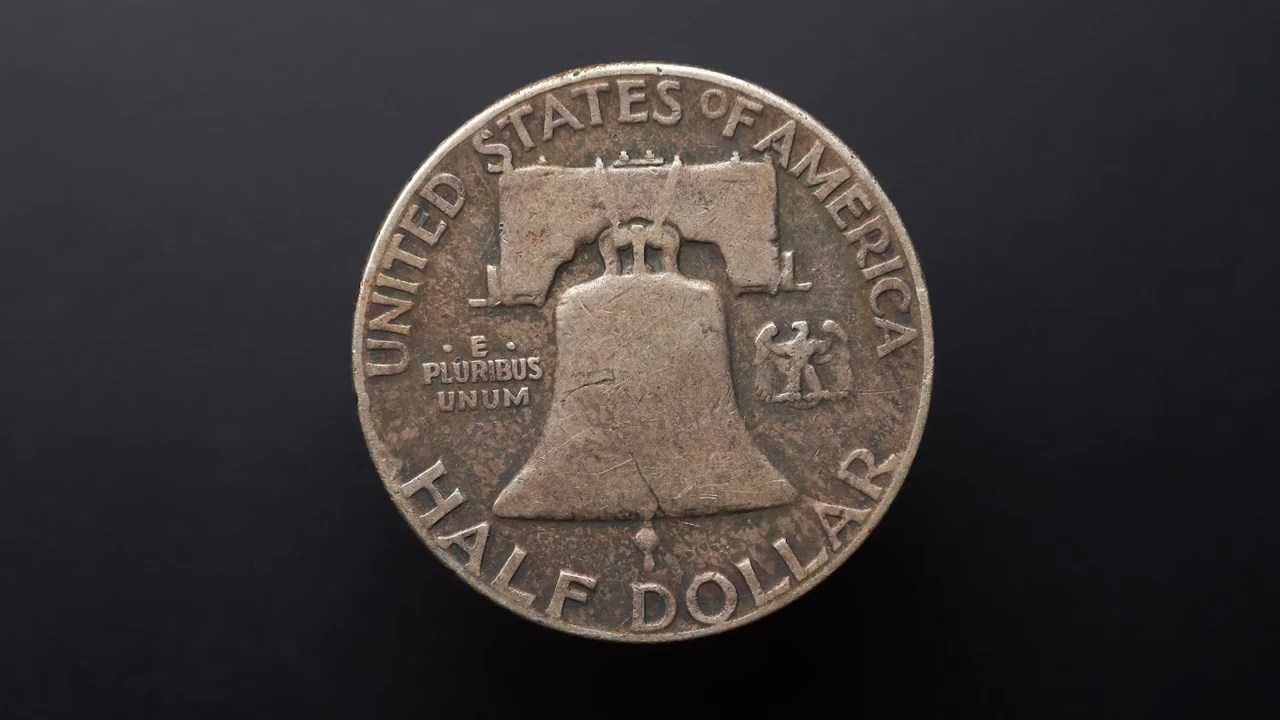 UNITED STATES OF AMERICA
· E ·
PLURIBUS
UNUM
HALF DOLLAR